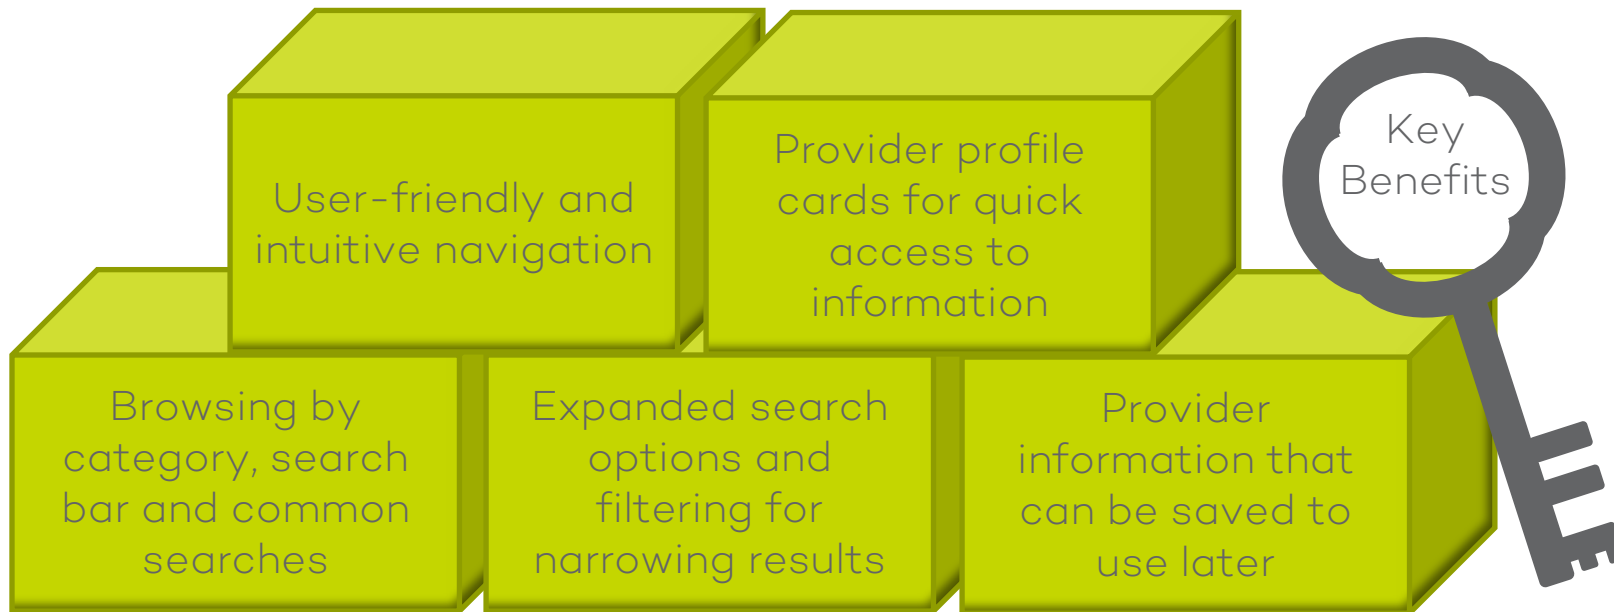 User-friendly and
intuitive navigation
Provider profile
cards for quick
access to
information
Key
Benefits
Browsing by
category, search
bar and common
searches
Expanded search
options and
filtering for
narrowing results
Provider
information that
can be saved to
use later